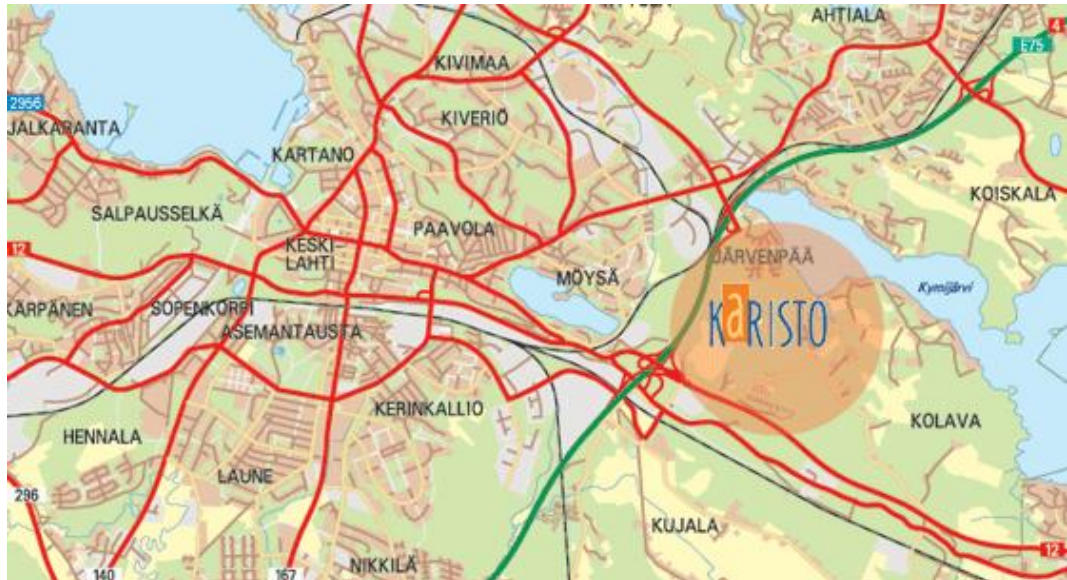 AHTIALA
4
E75
KIVIMAA
2956
KIVERIÖ
JALKARANTA
KARTANO
KOISKALA
SALPAUSSELKÄ
PAAVOLA
12
KESKI-
LAHTI
JÄRVENPÄÄ
MÖYSÄ
Kymijärvi
KÄRPÄNEN
SOPENKORPI
KaRISTO
ASEMANTAUSTA
KERINKALLIO
KOLAVA
HENNALA
LAUNE
296
KUJALA
12
NIKKILÄ
140
167